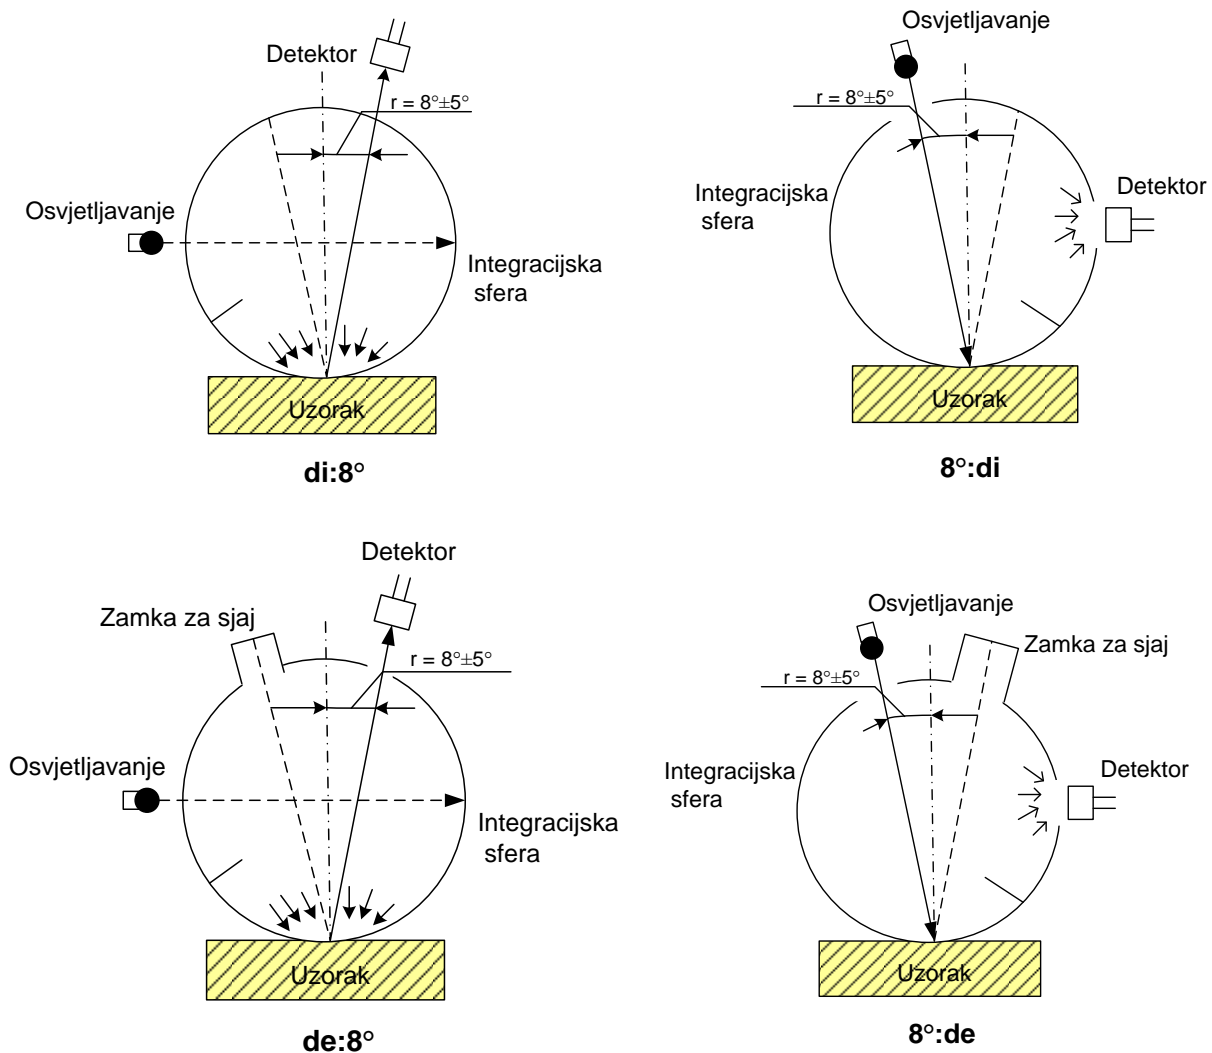 Detektor
r = 8°±5°
Osvjetljavanje
Integracijska
sfera
Uzorak
di:8°
Osvjetljavanje
r = 8°±5°
Integracijska
sfera
Detektor
Uzorak
8°:di
Detektor
Zamka za sjaj
r = 8°±5°
Osvjetljavanje
Integracijska
sfera
Uzorak
de:8°
Osvjetljavanje
Zamka za sjaj
r = 8°±5°
Integracijska
sfera
Detektor
Uzorak
8°:de